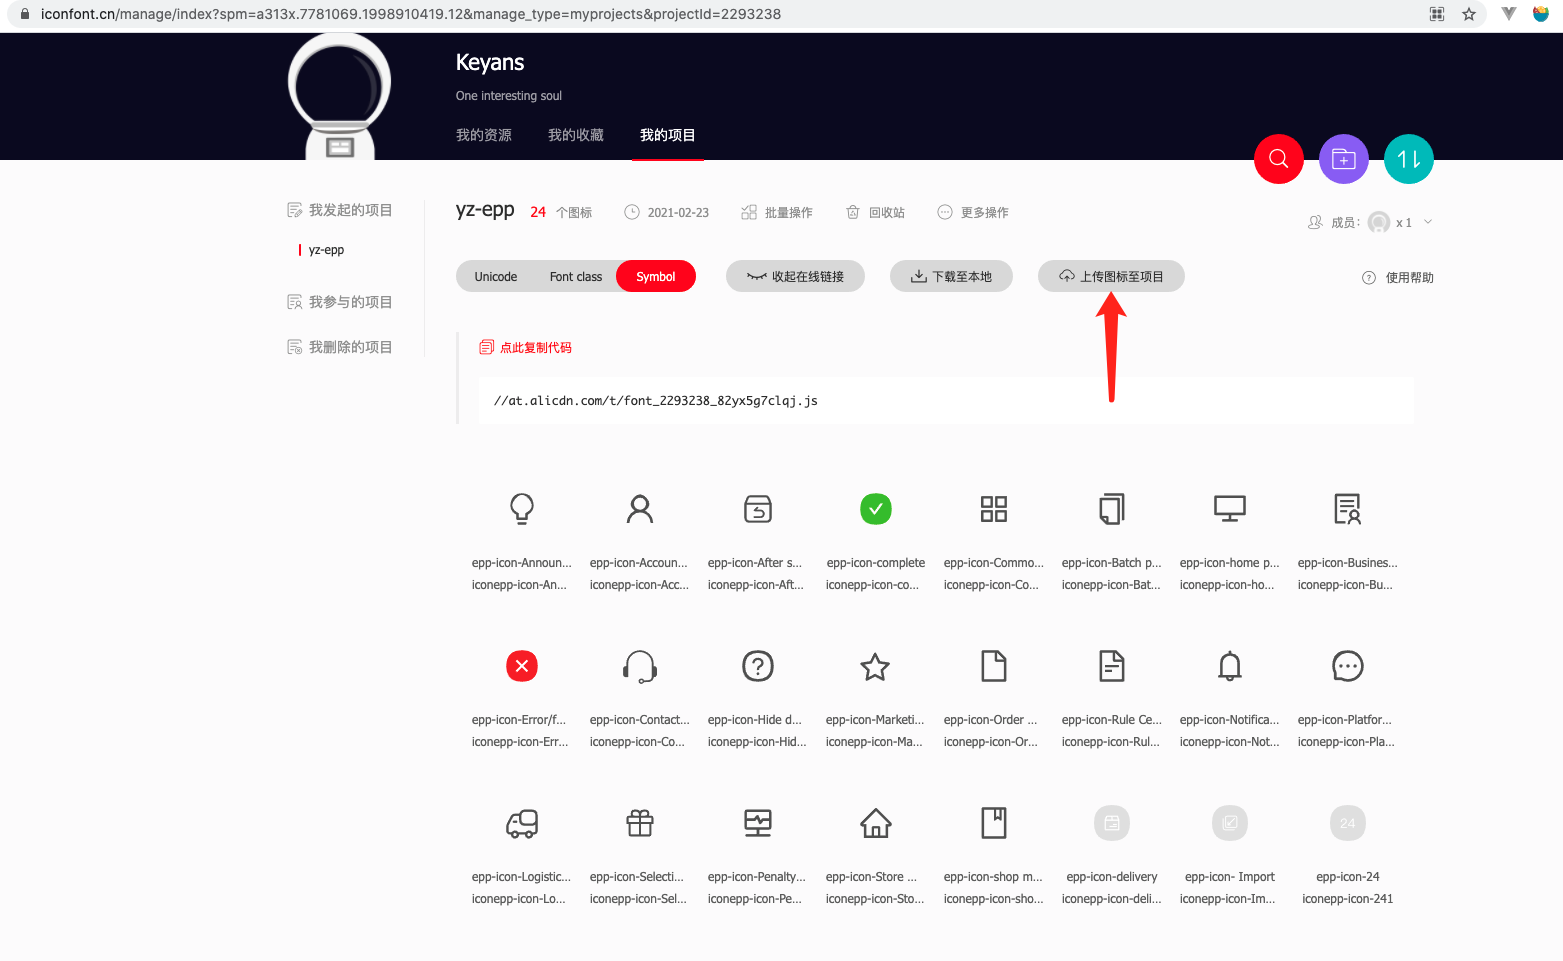 iconfont.cn/manage/index?spm=a313x.7781069.1998910419.12&manage_type=myprojects&projectId=2293238
Keyans
One interesting soul
我的资源 我的收藏 我的项目
我发起的项目
yz-epp
我参与的项目
我删除的项目
yz-epp 24 个图标 2021-02-23 批量操作 回收站 更多操作
成员: x 1
Unicode Font class Symbol 收起在线链接 下载至本地 上传图标至项目 使用帮助
点此复制代码
//at.alicdn.com/t/font_2293238_82yx5g7clqj.js
epp-icon-Announ... epp-icon-Accoun... epp-icon-After s... epp-icon-complete epp-icon-Commo... epp-icon-Batch p... epp-icon-home p... epp-icon-Busines...
iconepp-icon-An... iconepp-icon-Acc... iconepp-icon-Aft... iconepp-icon-co... iconepp-icon-Co... iconepp-icon-Bat... iconepp-icon-ho... iconepp-icon-Bu...
epp-icon-Error/f... epp-icon-Contact... epp-icon-Hide d... epp-icon-Marketi... epp-icon-Order ... epp-icon-Rule Ce... epp-icon-Notifica... epp-icon-Platfor...
iconepp-icon-Err... iconepp-icon-Co... iconepp-icon-Hid... iconepp-icon-Ma... iconepp-icon-Or... iconepp-icon-Rul... iconepp-icon-Not... iconepp-icon-Pla...
24
epp-icon-Logistic... epp-icon-Selecti... epp-icon-Penalty... epp-icon-Store ... epp-icon-shop m... epp-icon-delivery epp-icon- Import epp-icon-24
iconepp-icon-Lo... iconepp-icon-Sel... iconepp-icon-Pe... iconepp-icon-Sto... iconepp-icon-sho... iconepp-icon-deli... iconepp-icon-Im... iconepp-icon-241